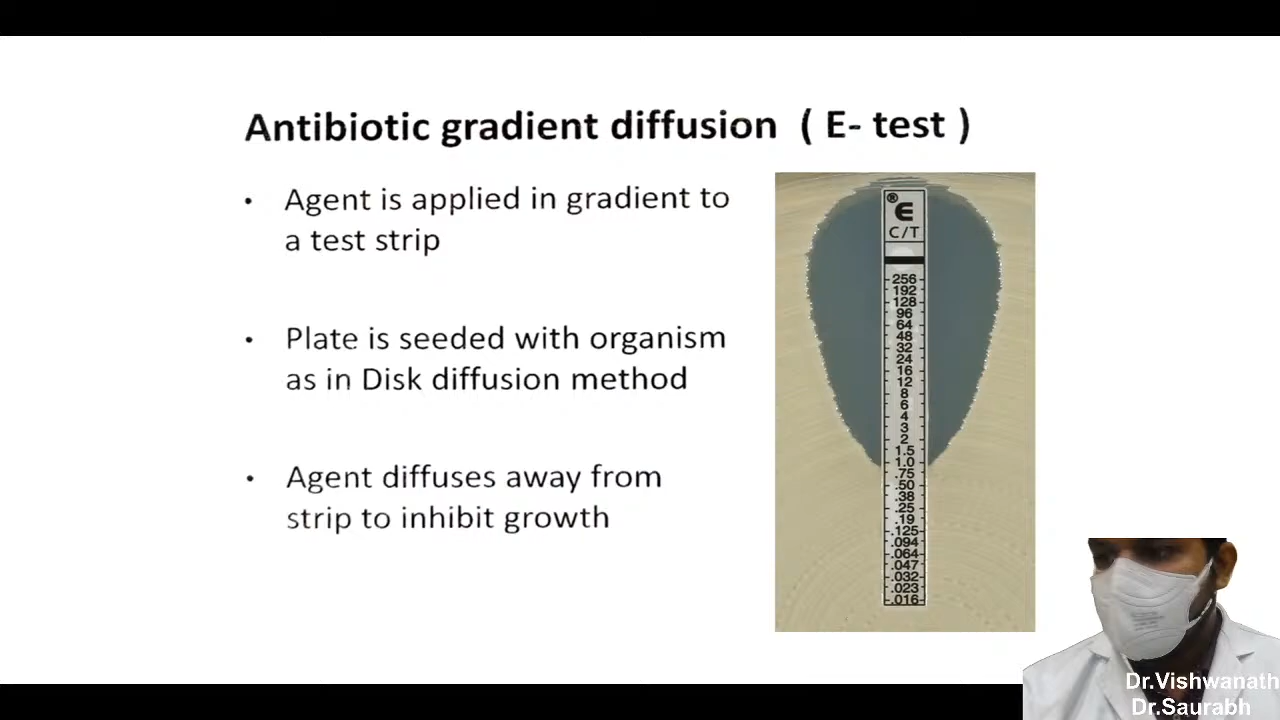 Antibiotic gradient diffusion ( E- test )
• Agent is applied in gradient to
a test strip
• Plate is seeded with organism
as in Disk diffusion method
• Agent diffuses away from
strip to inhibit growth
® E
C/T
256
192
128
96
64
48
32
24
16
12
8
6
4
3
2
1.5
1.0
.75
.50
.38
.25
.19
.125
.094
.064
.047
.032
.023
.016
Dr.Vishwanath
Dr.Saurabh